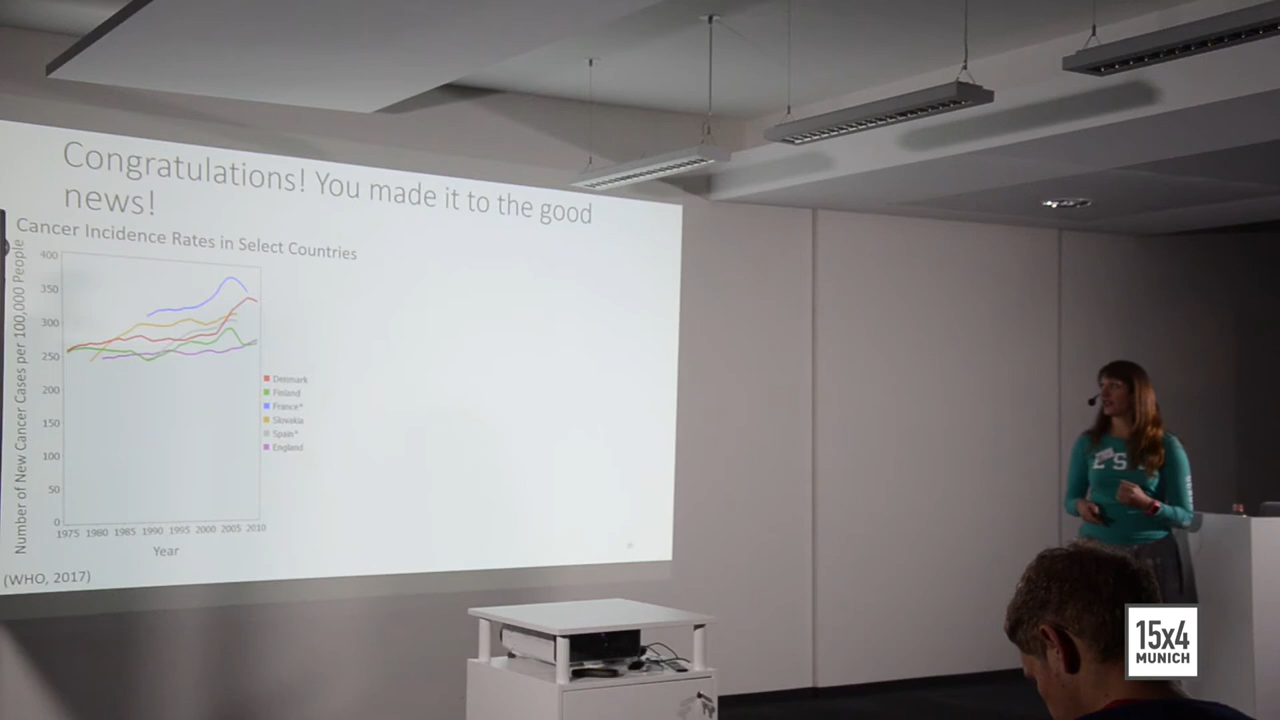 Congratulations! You made it to the good
news!
Cancer Incidence Rates in Select Countries
Number of New Cancer Cases per 100,000 People
400
350
300
250
200
150
100
50
0
1975 1980 1985 1990 1995 2000 2005 2010
Year
Denmark
Finland
France*
Slovakia
Spain*
England
(WHO, 2017)
15x4
MUNICH